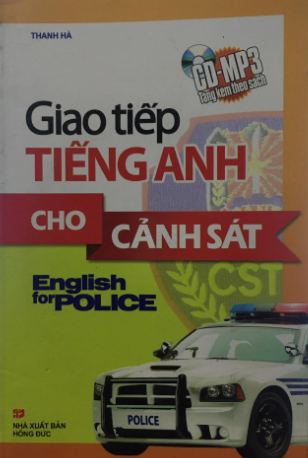 THANH HÀ
CD-MP3
Tặng kèm theo sách
Giao tiếp
TIẾNG ANH
CHO
CẢNH SÁT
CST
English
for POLICE
POLICE
NHÀ XUẤT BẢN
HỒNG ĐỨC